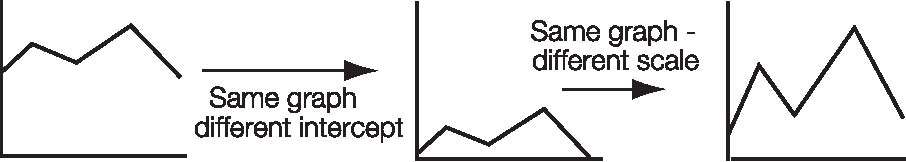 Same graph
different intercept
Same graph -
different scale